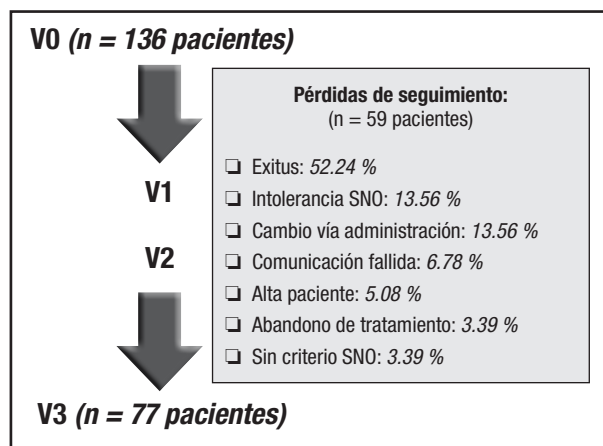 V0 (n = 136 pacientes)
Pérdidas de seguimiento:
(n = 59 pacientes)
❑ Exitus: 52.24 %
❑ Intolerancia SNO: 13.56 %
❑ Cambio vía administración: 13.56 %
❑ Comunicación fallida: 6.78 %
❑ Alta paciente: 5.08 %
❑ Abandono de tratamiento: 3.39 %
❑ Sin criterio SNO: 3.39 %
V1
V2
V3 (n = 77 pacientes)